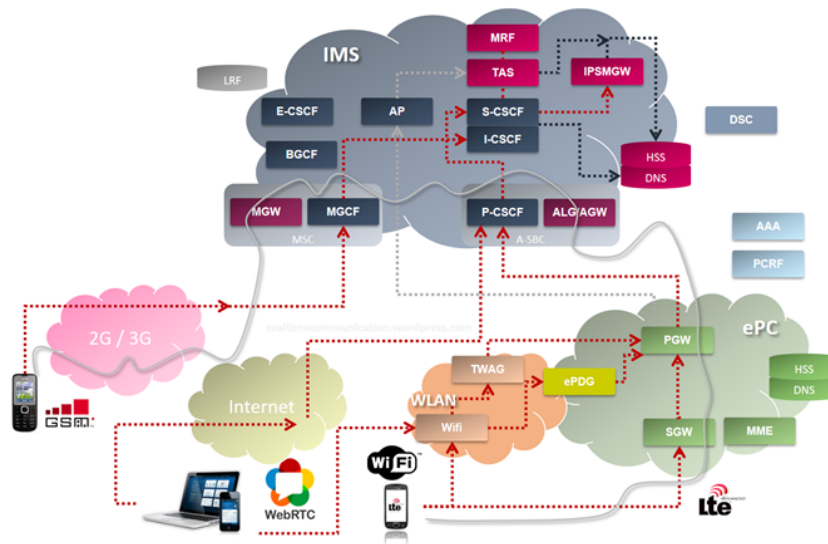 MRF
IMS
TAS
IPSMGW
LRF
E-CSCF
AP
S-CSCF
DSC
I-CSCF
BGCF
HSS
DNS
MGW
MGCF
P-CSCF
ALG/AGW
MSC
A-SBC
AAA
PCRF
2G / 3G
realtimecommunication.wordpress.com
ePC
PGW
TWAG
ePDG
HSS
DNS
Internet
WLAN
Wifi
SGW
MME
GSM
WiFi
WebRTC
Lte
Lte